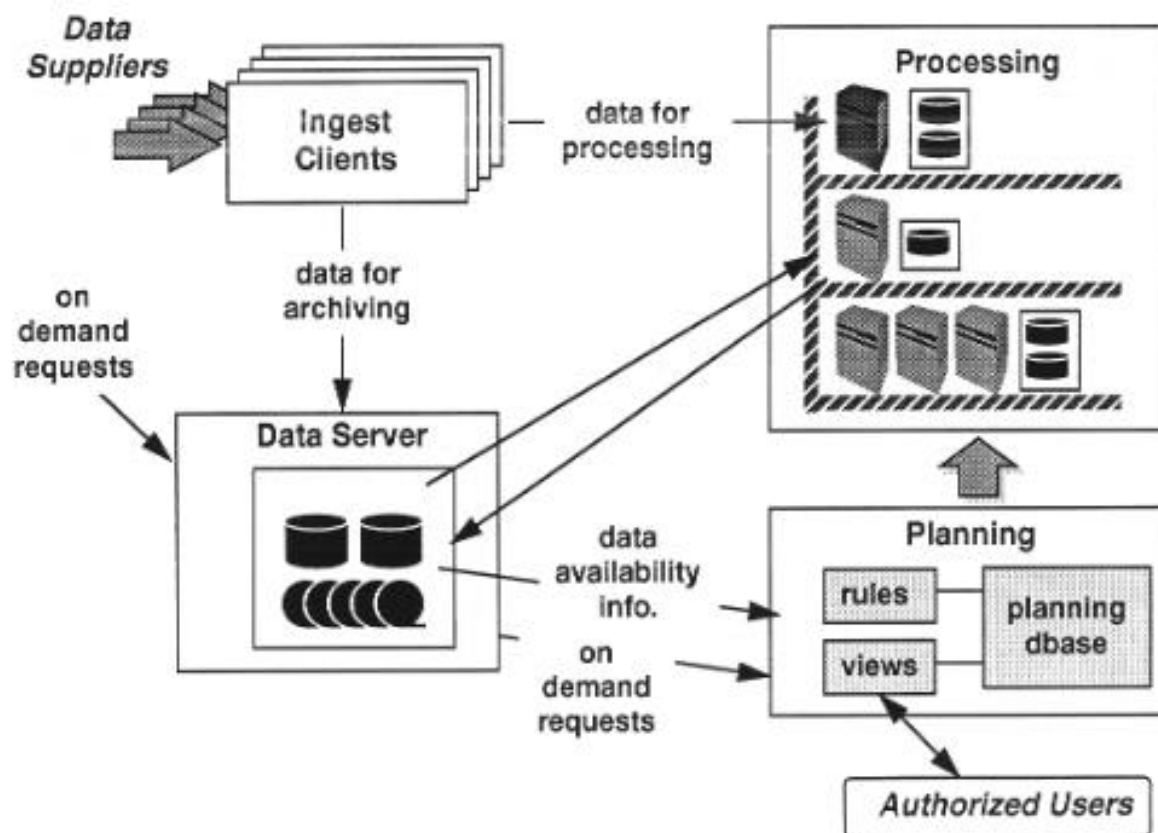 Data
Suppliers
Ingest
Clients
data for
processing
Processing
data for
archiving
on
demand
requests
Data Server
data
availability
info.
on
demand
requests
Planning
rules
views
planning
dbase
Authorized Users